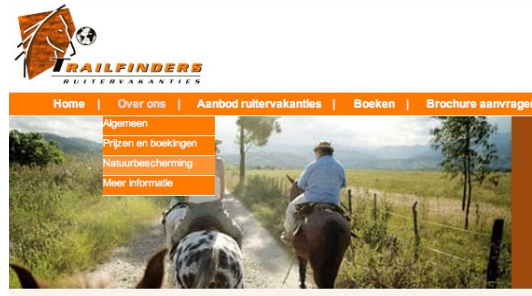 TRAILFINDERS
RUITERVAKANTIES
Home | Over ons | Aanbod ruitervakanties | Boeken | Brochure aanvragen
Algemeen
Prijzen en boekingen
Natuurbescherming
Meer informatie